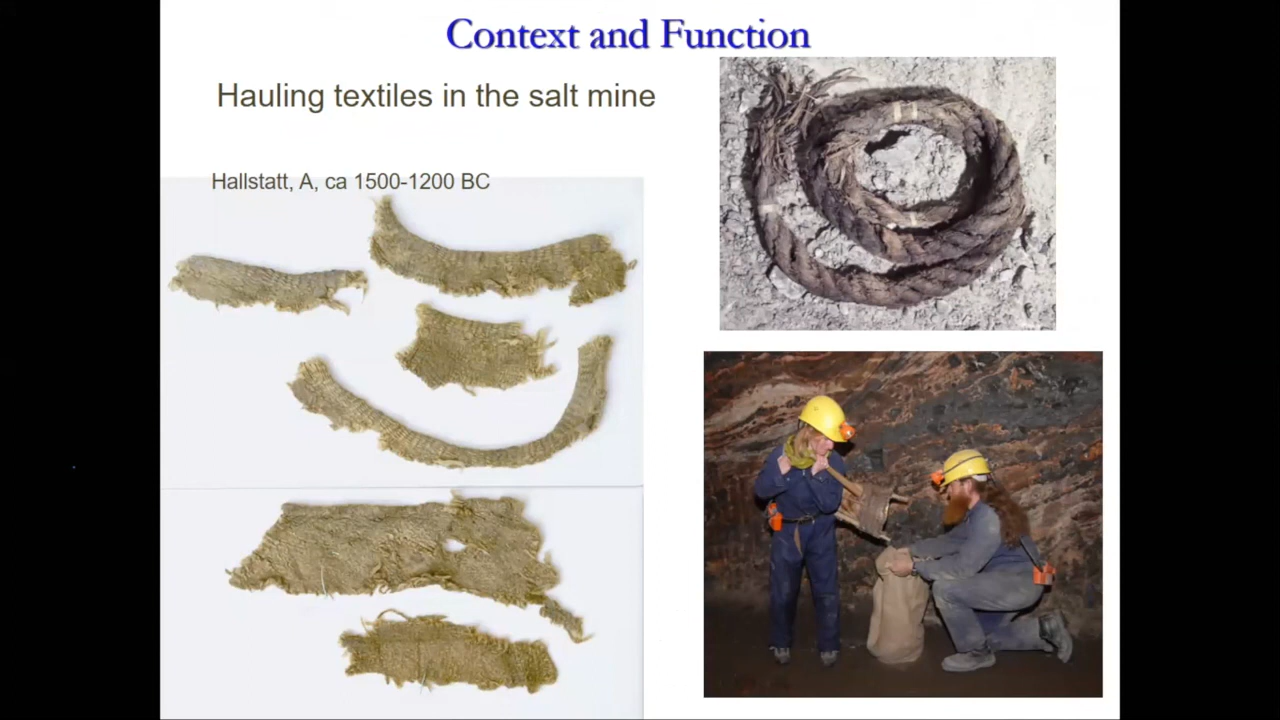 Context and Function
Hauling textiles in the salt mine
Hallstatt, A, ca 1500-1200 BC